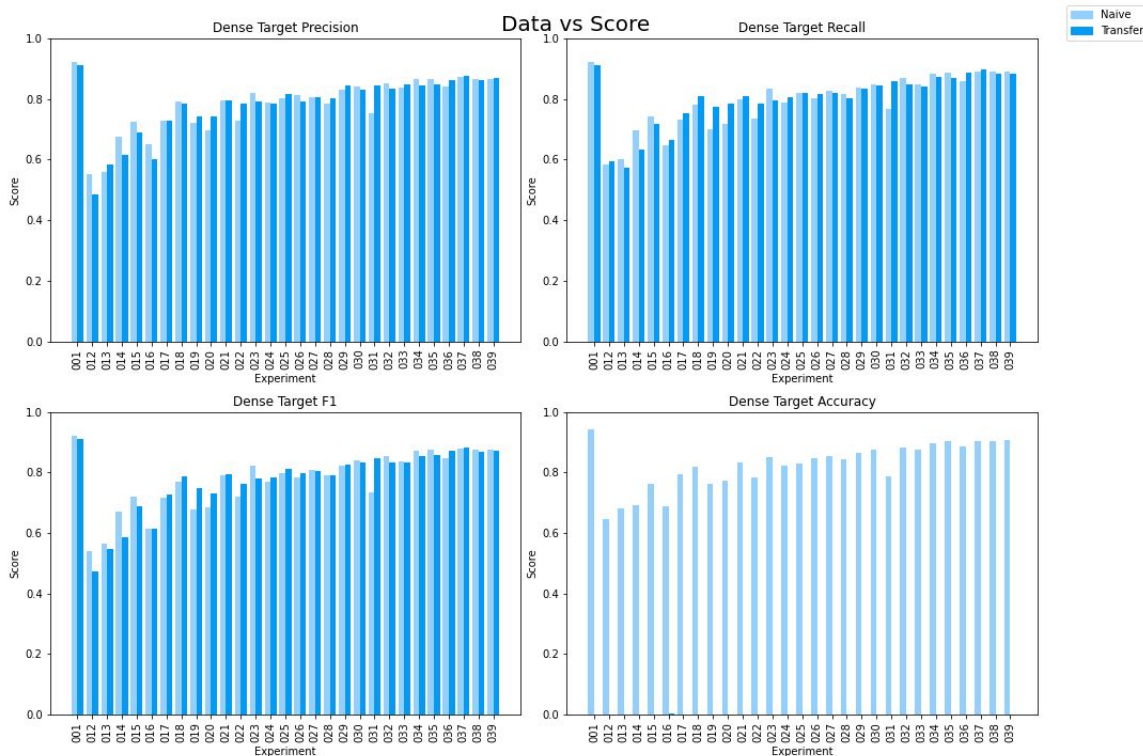 Data vs Score
Naive
Transfer
Dense Target Precision
1.0
0.8
0.6
0.4
0.2
0.0
Score
001 012 013 014 015 016 017 018 019 020 021 022 023 024 025 026 027 028 029 030 031 032 033 034 035 036 037 038 039
Experiment
Dense Target Recall
1.0
0.8
0.6
0.4
0.2
0.0
Score
001 012 013 014 015 016 017 018 019 020 021 022 023 024 025 026 027 028 029 030 031 032 033 034 035 036 037 038 039
Experiment
Dense Target F1
1.0
0.8
0.6
0.4
0.2
0.0
Score
001 012 013 014 015 016 017 018 019 020 021 022 023 024 025 026 027 028 029 030 031 032 033 034 035 036 037 038 039
Experiment
Dense Target Accuracy
1.0
0.8
0.6
0.4
0.2
0.0
Score
001 012 013 014 015 016 017 018 019 020 021 022 023 024 025 026 027 028 029 030 031 032 033 034 035 036 037 038 039
Experiment